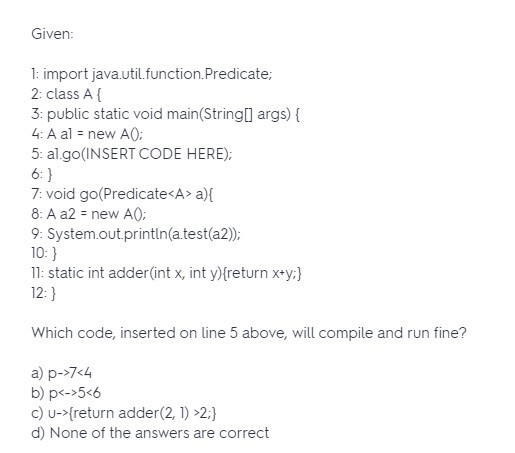 Given:
1: import java.util.function.Predicate;
2: class A {
3: public static void main(String[] args) {
4: A a1 = new A();
5: a1.go(INSERT CODE HERE);
6: }
7: void go(Predicate<A> a){
8: A a2 = new A();
9: System.out.println(a.test(a2));
10: }
11: static int adder(int x, int y){return x+y;}
12: }
Which code, inserted on line 5 above, will compile and run fine?
a) p->7<4
b) p<->5<6
c) u->{return adder(2, 1) >2;}
d) None of the answers are correct